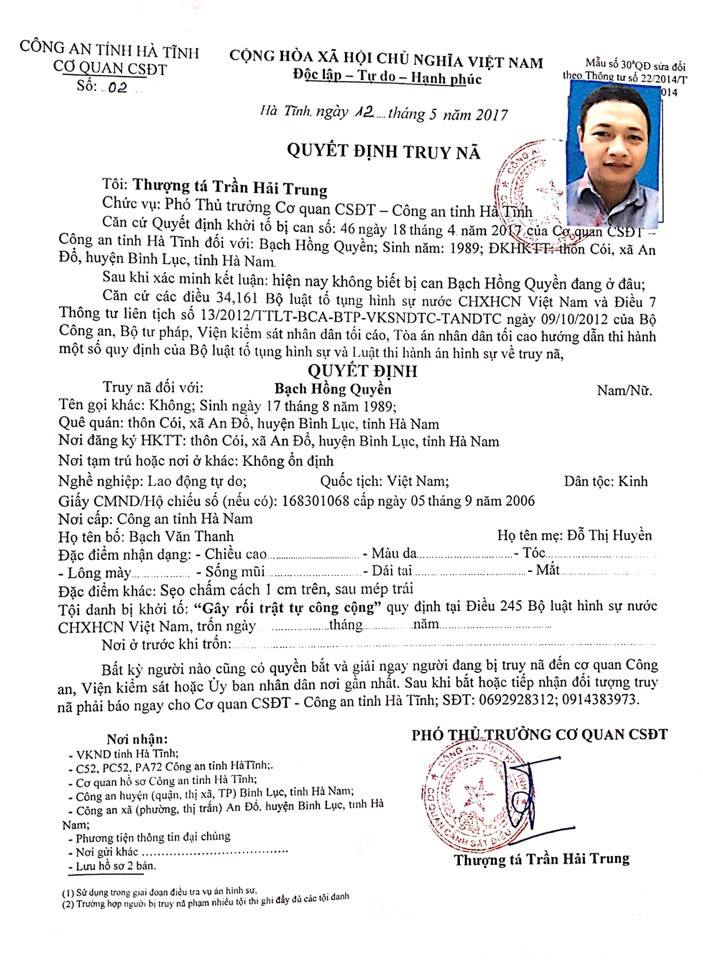 CÔNG AN TỈNH HÀ TĨNH
CƠ QUAN CSĐT
Số: 02
CỘNG HÒA XÃ HỘI CHỦ NGHĨA VIỆT NAM
Độc lập – Tự do – Hạnh phúc
Mẫu số 30ª QĐ sửa đổi
theo Thông tư số 22/2014/T
014
Hà Tĩnh, ngày 12 tháng 5 năm 2017
QUYẾT ĐỊNH TRUY NÃ
Tôi: Thượng tá Trần Hải Trung
Chức vụ: Phó Thủ trưởng Cơ quan CSĐT – Công an tỉnh Hà Tĩnh
Căn cứ Quyết định khởi tố bị can số: 46 ngày 18 tháng 4 năm 2017 của Cơ quan CSĐT –
Công an tỉnh Hà Tĩnh đối với: Bạch Hồng Quyền; Sinh năm: 1989; ĐKHKTT: thôn Cói, xã An
Đổ, huyện Bình Lục, tỉnh Hà Nam.
Sau khi xác minh kết luận: hiện nay không biết bị can Bạch Hồng Quyền đang ở đâu;
Căn cứ các điều 34,161 Bộ luật tố tụng hình sự nước CHXHCN Việt Nam và Điều 7
Thông tư liên tịch số 13/2012/TTLT-BCA-BTP-VKSNDTC-TANDTC ngày 09/10/2012 của Bộ
Công an, Bộ tư pháp, Viện kiểm sát nhân dân tối cáo, Tòa án nhân dân tối cao hướng dẫn thi hành
một số quy định của Bộ luật tố tụng hình sự và Luật thi hành án hình sự về truy nã,
QUYẾT ĐỊNH
Truy nã đối với: Bạch Hồng Quyền Nam/Nữ.
Tên gọi khác: Không; Sinh ngày 17 tháng 8 năm 1989;
Quê quán: thôn Cói, xã An Đổ, huyện Bình Lục, tỉnh Hà Nam
Nơi đăng ký HKTT: thôn Cói, xã An Đổ, huyện Bình Lục, tỉnh Hà Nam
Nơi tạm trú hoặc nơi ở khác: Không ổn định
Nghề nghiệp: Lao động tự do; Quốc tịch: Việt Nam; Dân tộc: Kinh
Giấy CMND/Hộ chiếu số (nếu có): 168301068 cấp ngày 05 tháng 9 năm 2006
Nơi cấp: Công an tỉnh Hà Nam
Họ tên bố: Bạch Văn Thanh Họ tên mẹ: Đỗ Thị Huyền
Đặc điểm nhận dạng: - Chiều cao.................... - Màu da.................... - Tóc....................
- Lông mày.................... - Sống mũi.................... - Dái tai.................... - Mắt....................
Đặc điểm khác: Sẹo chấm cách 1 cm trên, sau mép trái
Tội danh bị khởi tố: “Gây rối trật tự công cộng” quy định tại Điều 245 Bộ luật hình sự nước
CHXHCN Việt Nam, trốn ngày ....................tháng....................năm....................
Nơi ở trước khi trốn:....................
Bất kỳ người nào cũng có quyền bắt và giải ngay người đang bị truy nã đến cơ quan Công
an, Viện kiểm sát hoặc Ủy ban nhân dân nơi gần nhất. Sau khi bắt hoặc tiếp nhận đối tượng truy
nã phải báo ngay cho Cơ quan CSĐT - Công an tỉnh Hà Tĩnh; SĐT: 0692928312; 0914383973.
Nơi nhận:
- VKND tỉnh Hà Tĩnh;
- C52, PC52, PA72 Công an tỉnh HàTĩnh;.
- Cơ quan hồ sơ Công an tỉnh Hà Tĩnh;
- Công an huyện (quận, thị xã, TP) Bình Lục, tỉnh Hà Nam;
- Công an xã (phường, thị trấn) An Đổ, huyện Bình Lục, tỉnh Hà
Nam;
- Phương tiện thông tin đại chúng
- Nơi gửi khác ....................
- Lưu hồ sơ 2 bản.
PHÓ THỦ TRƯỞNG CƠ QUAN CSĐT
Thượng tá Trần Hải Trung
(1) Sử dụng trong giai đoạn điều tra vụ án hình sự.
(2) Trường hợp người bị truy nã phạm nhiều tội thì ghi đầy đủ các tội danh